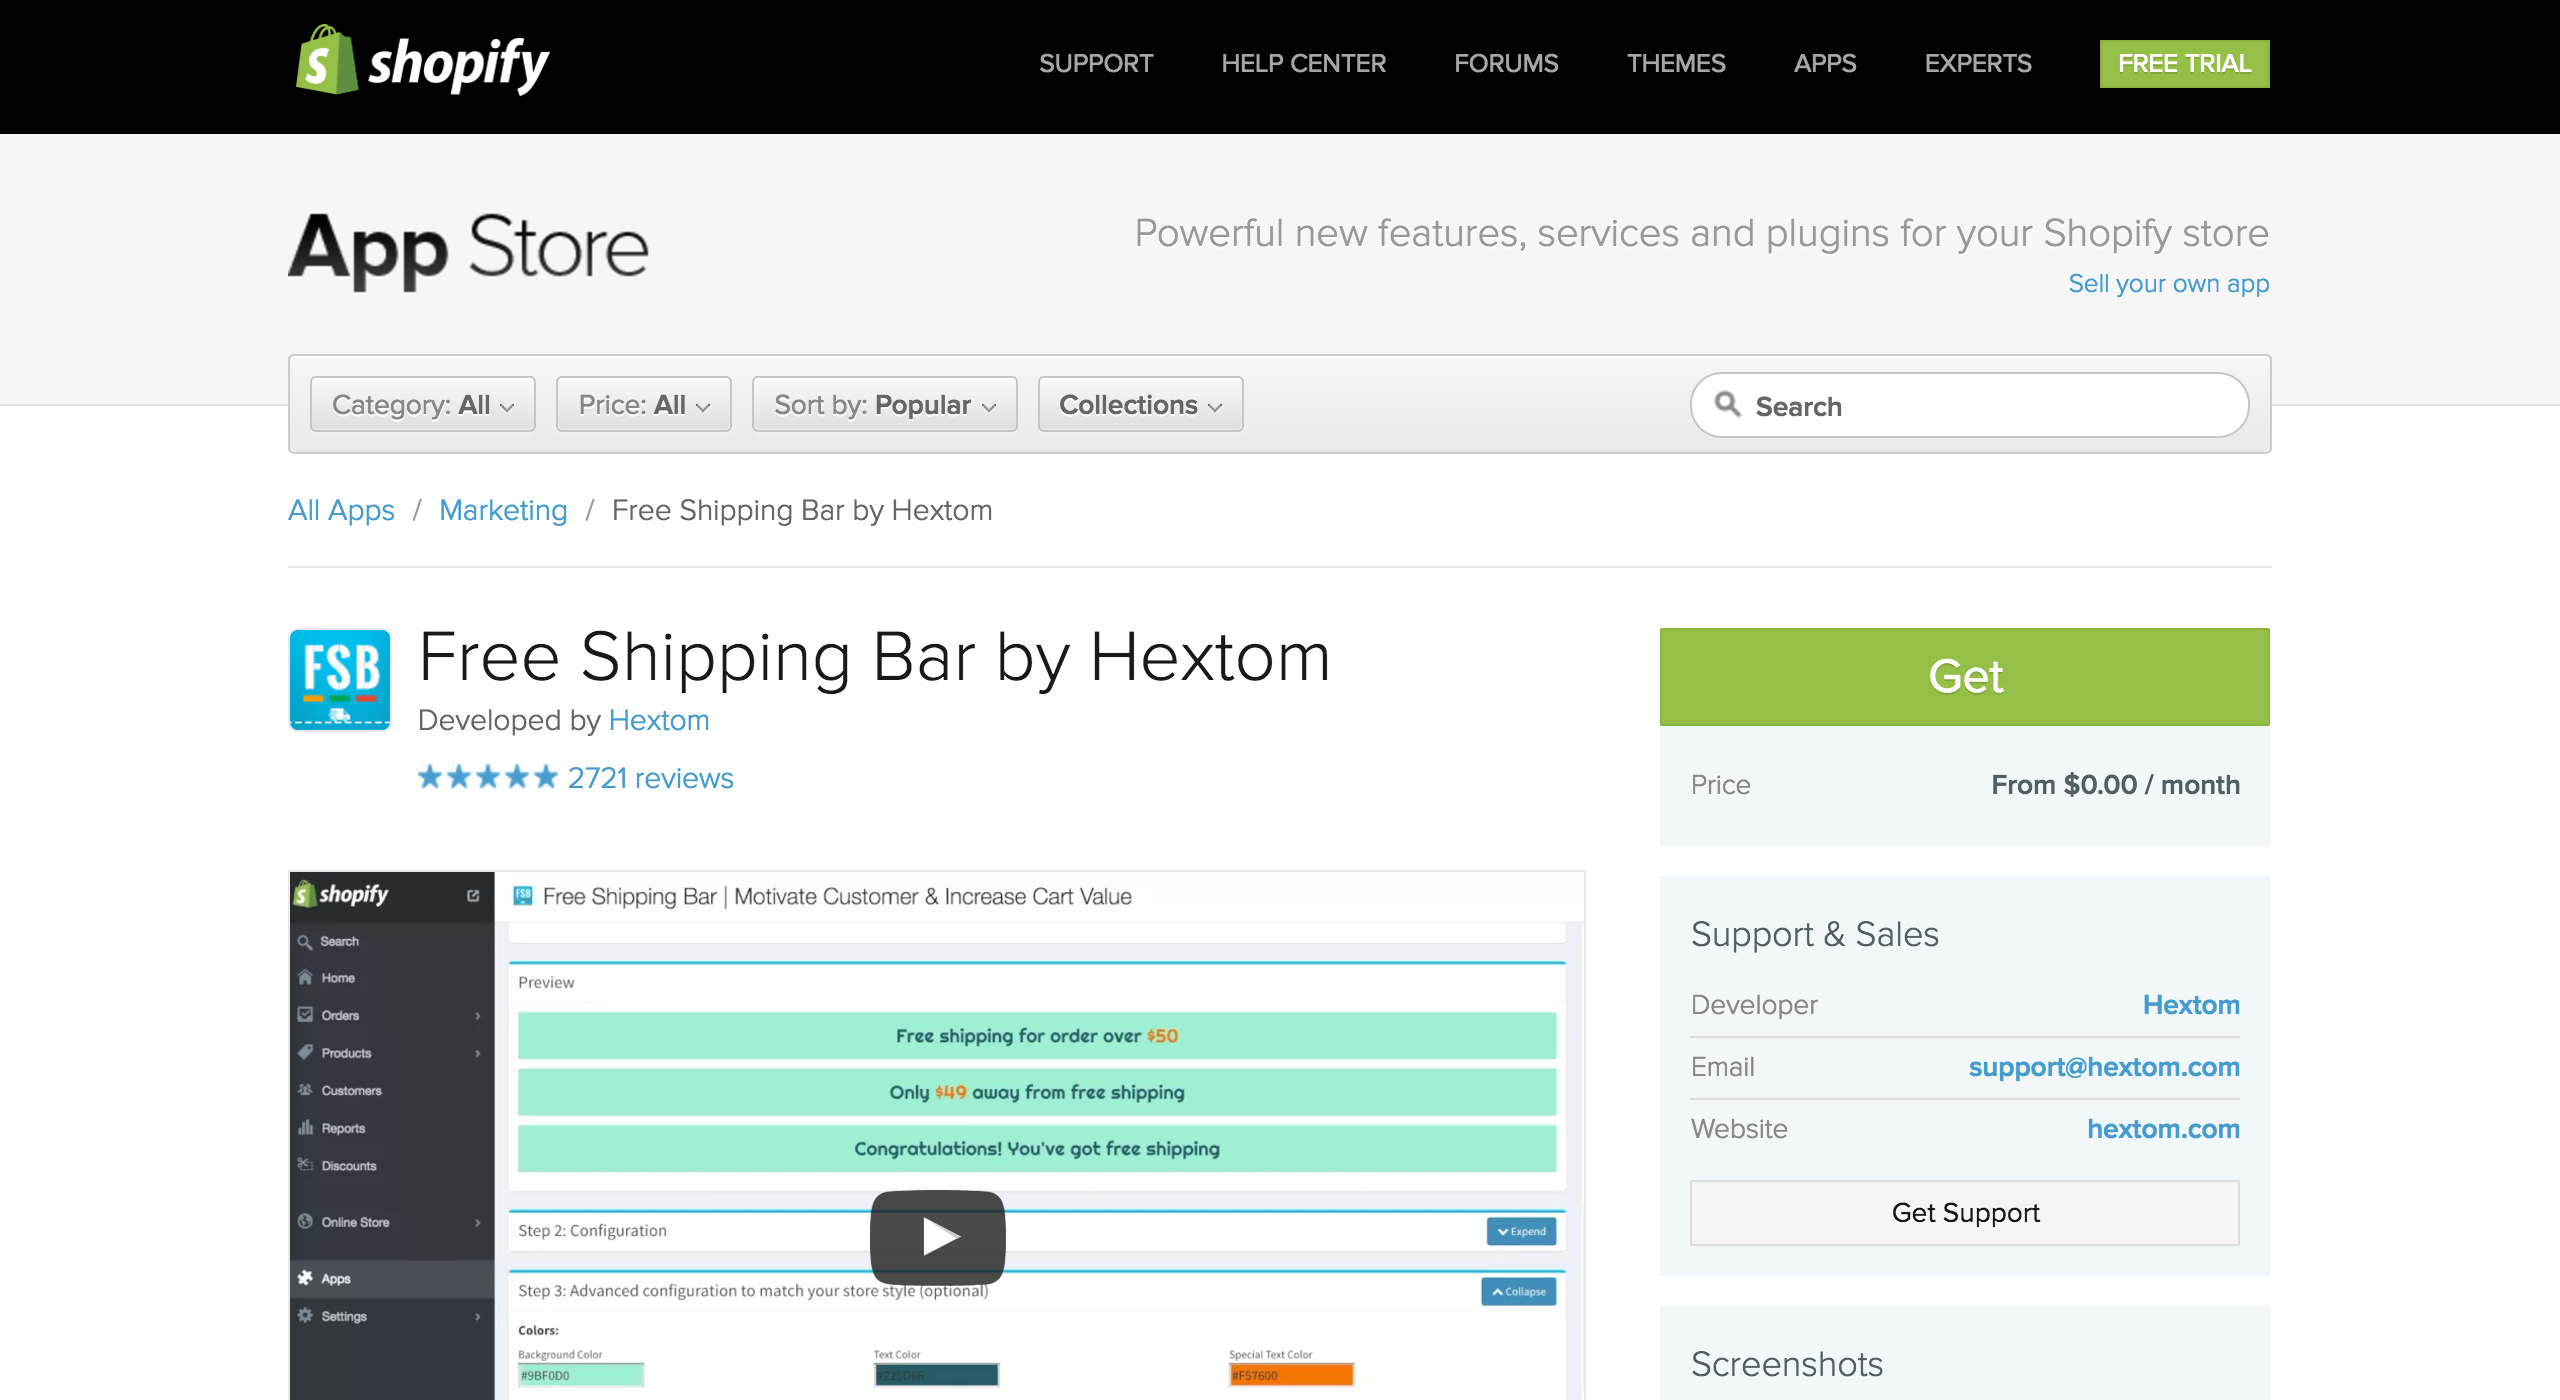 shopify
SUPPORT HELP CENTER FORUMS THEMES APPS EXPERTS FREE TRIAL
App Store
Powerful new features, services and plugins for your Shopify store
Sell your own app
Category: All Price: All Sort by: Popular Collections Search
All Apps / Marketing / Free Shipping Bar by Hextom
FSB
Free Shipping Bar by Hextom
Developed by Hextom
2721 reviews
Get
Price From $0.00 / month
shopify
Search
Home
Orders
Products
Customers
Reports
Discounts
Online Store
Apps
Settings
FSB Free Shipping Bar | Motivate Customer & Increase Cart Value
Preview
Free shipping for order over $50
Only $49 away from free shipping
Congratulations! You've got free shipping
Step 2: Configuration Expend
Step 3: Advanced configuration to match your store style (optional) Collapse
Colors:
Background Color Text Color Special Text Color
#9BF0D0 #F57600
Support & Sales
Developer Hextom
Email support@hextom.com
Website hextom.com
Get Support
Screenshots